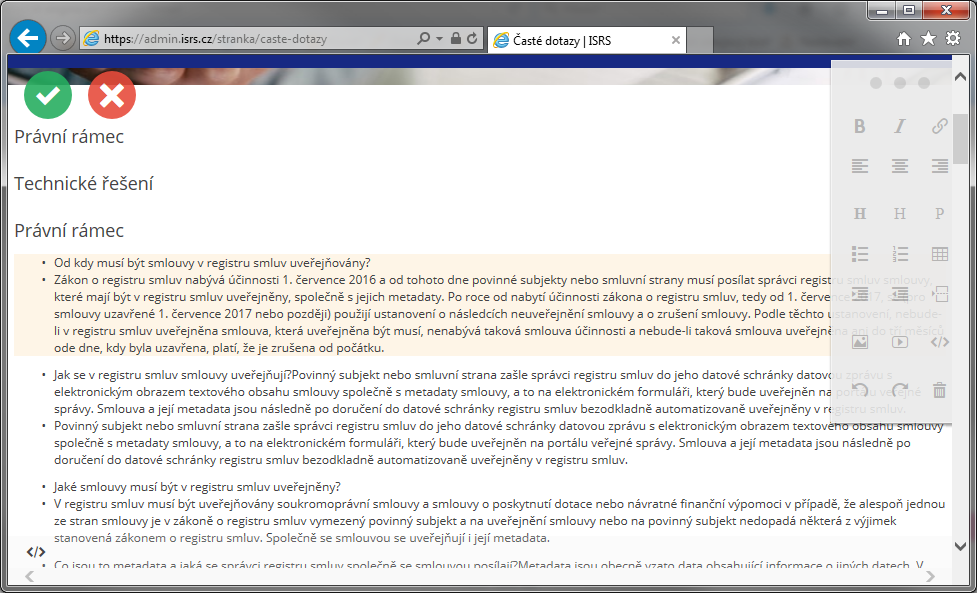 https://admin.isrs.cz/stranka/caste-dotazy
Časté dotazy | ISRS
Právní rámec
Technické řešení
Právní rámec
• Od kdy musí být smlouvy v registru smluv uveřejňovány?
• Zákon o registru smluv nabývá účinnosti 1. července 2016 a od tohoto dne povinné subjekty nebo smluvní strany musí posílat správci registru smluv smlouvy,
které mají být v registru smluv uveřejněny, společně s jejich metadaty. Po roce od nabytí účinnosti zákona o registru smluv, tedy od 1. července 2017, se pro
smlouvy uzavřené 1. července 2017 nebo později) použijí ustanovení o následcích neuveřejnění smlouvy a o zrušení smlouvy. Podle těchto ustanovení, nebude-
li v registru smluv uveřejněna smlouva, která uveřejněna být musí, nenabývá taková smlouva účinnosti a nebude-li taková smlouva uveřejněna ani do tří měsíců
ode dne, kdy byla uzavřena, platí, že je zrušena od počátku.
• Jak se v registru smluv smlouvy uveřejňují?Povinný subjekt nebo smluvní strana zašle správci registru smluv do jeho datové schránky datovou zprávu s
elektronickým obrazem textového obsahu smlouvy společně s metadaty smlouvy, a to na elektronickém formuláři, který bude uveřejněn na portálu veřejné
správy. Smlouva a její metadata jsou následně po doručení do datové schránky registru smluv bezodkladně automatizovaně uveřejněny v registru smluv.
• Povinný subjekt nebo smluvní strana zašle správci registru smluv do jeho datové schránky datovou zprávu s elektronickým obrazem textového obsahu smlouvy
společně s metadaty smlouvy, a to na elektronickém formuláři, který bude uveřejněn na portálu veřejné správy. Smlouva a její metadata jsou následně po
doručení do datové schránky registru smluv bezodkladně automatizovaně uveřejněny v registru smluv.
• Jaké smlouvy musí být v registru smluv uveřejněny?
• V registru smluv musí být uveřejňovány soukromoprávní smlouvy a smlouvy o poskytnutí dotace nebo návratné finanční výpomoci v případě, že alespoň jednou
ze stran smlouvy je v zákoně o registru smluv vymezený povinný subjekt a na uveřejnění smlouvy nebo na povinný subjekt nedopadá některá z výjimek
stanovená zákonem o registru smluv. Společně se smlouvou se uveřejňují i její metadata.
• Co jsou to metadata a jaká se správci registru smluv společně se smlouvou posílají?Metadata jsou obecně vzato data obsahující informace o jiných datech. V
B I
H H P
</>
</>